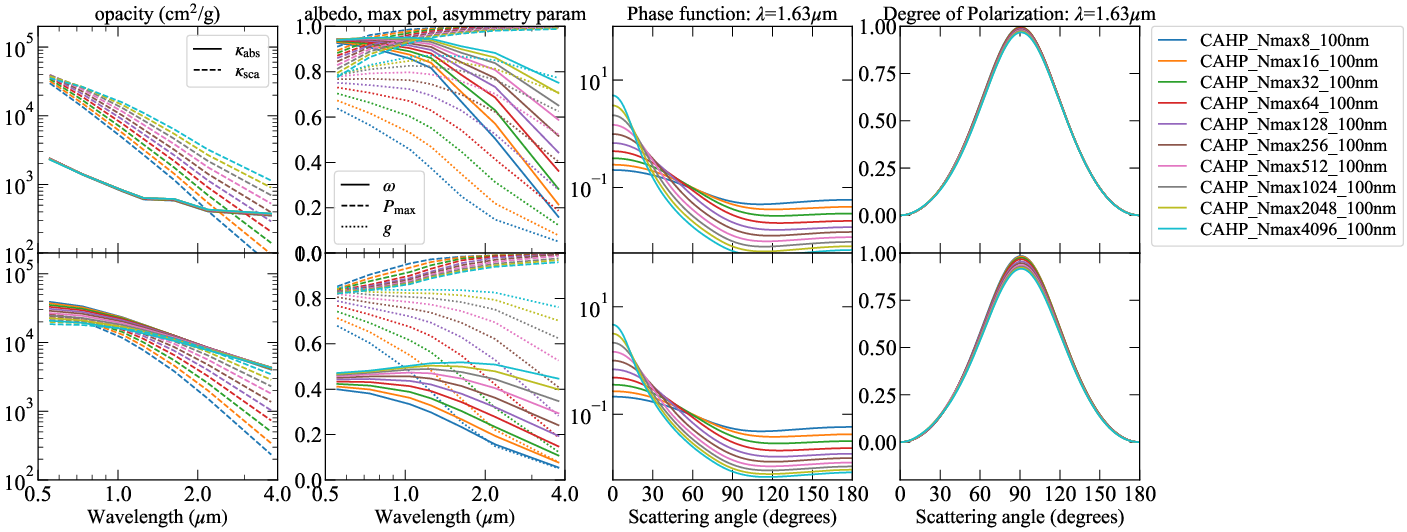 opacity (cm²/g)
albedo, max pol, asymmetry param
Phase function: λ=1.63μm
Degree of Polarization: λ=1.63μm
10⁵
10⁴
10³
10²
κabs
κsca
1.0
0.8
0.6
0.4
0.2
0.0
ω
Pmax
g
10¹
10⁻¹
1.00
0.75
0.50
0.25
0.00
CAHP_Nmax8_100nm
CAHP_Nmax16_100nm
CAHP_Nmax32_100nm
CAHP_Nmax64_100nm
CAHP_Nmax128_100nm
CAHP_Nmax256_100nm
CAHP_Nmax512_100nm
CAHP_Nmax1024_100nm
CAHP_Nmax2048_100nm
CAHP_Nmax4096_100nm
10⁵
10⁴
10³
10²
0.5 1.0 2.0 4.0
Wavelength (μm)
0.0
0.8
0.6
0.4
0.2
0.0
0.5 1.0 2.0 4.0
Wavelength (μm)
10¹
10⁻¹
0 30 60 90 120 150 180
Scattering angle (degrees)
1.00
0.75
0.50
0.25
0.00
0 30 60 90 120 150 180
Scattering angle (degrees)